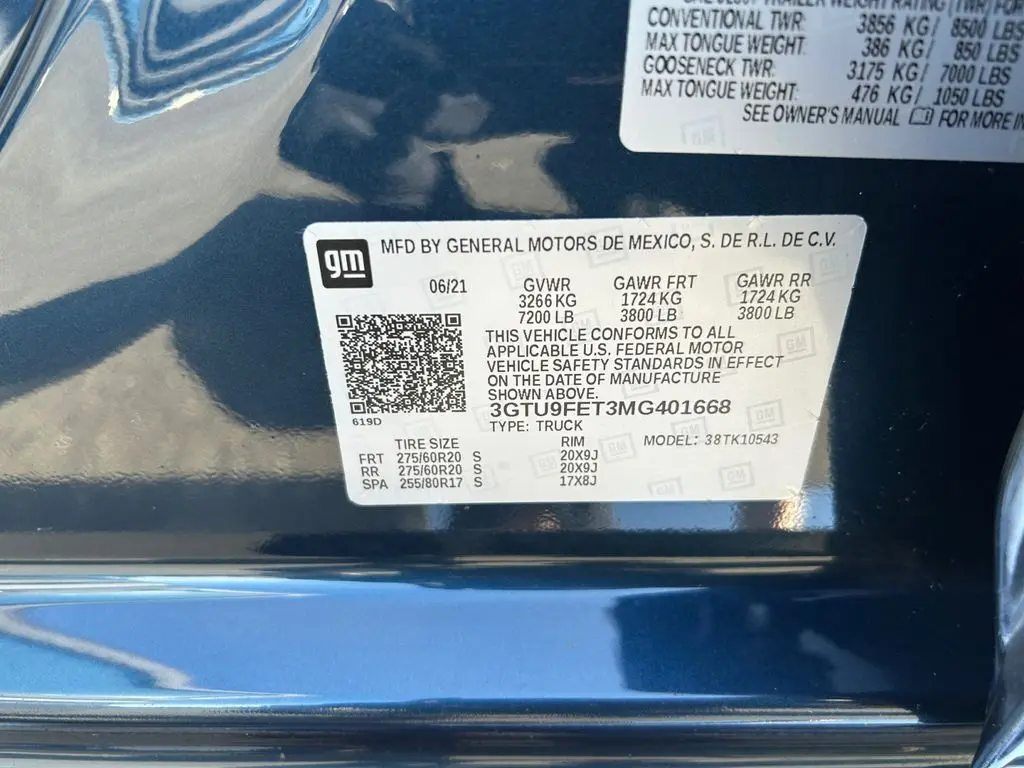 CONVENTIONAL TWR: 3856 KG/ 8500 LBS
MAX TONGUE WEIGHT: 386 KG/ 850 LBS
GOOSENECK TWR: 3175 KG/ 7000 LBS
MAX TONGUE WEIGHT: 476 KG/ 1050 LBS
SEE OWNER'S MANUAL FOR MORE
gm
MFD BY GENERAL MOTORS DE MEXICO, S. DE R.L. DE C.V.
06/21 GVWR GAWR FRT GAWR RR
3266 KG 1724 KG 1724 KG
7200 LB 3800 LB 3800 LB
THIS VEHICLE CONFORMS TO ALL
APPLICABLE U.S. FEDERAL MOTOR
VEHICLE SAFETY STANDARDS IN EFFECT
ON THE DATE OF MANUFACTURE
SHOWN ABOVE.
3GTU9FET3MG401668
619D
TYPE: TRUCK
MODEL: 38TK10543
TIRE SIZE RIM
FRT 275/60R20 S 20X9J
RR 275/60R20 S 20X9J
SPA 255/80R17 S 17X8J